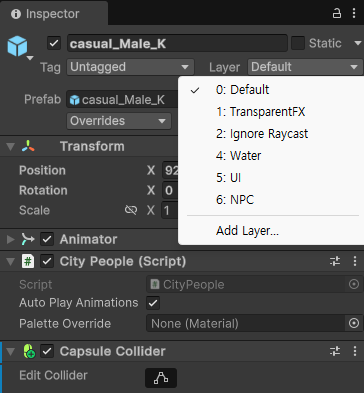 Inspector
casual_Male_K
Static
Tag Untagged Layer Default
0: Default
1: TransparentFX
2: Ignore Raycast
4: Water
5: UI
6: NPC
Add Layer...
Prefab casual_Male_K
Overrides
Transform
Position X 92
Rotation X 0
Scale X 1
Animator
City People (Script)
Script # CityPeople
Auto Play Animations
Palette Override None (Material)
Capsule Collider
Edit Collider